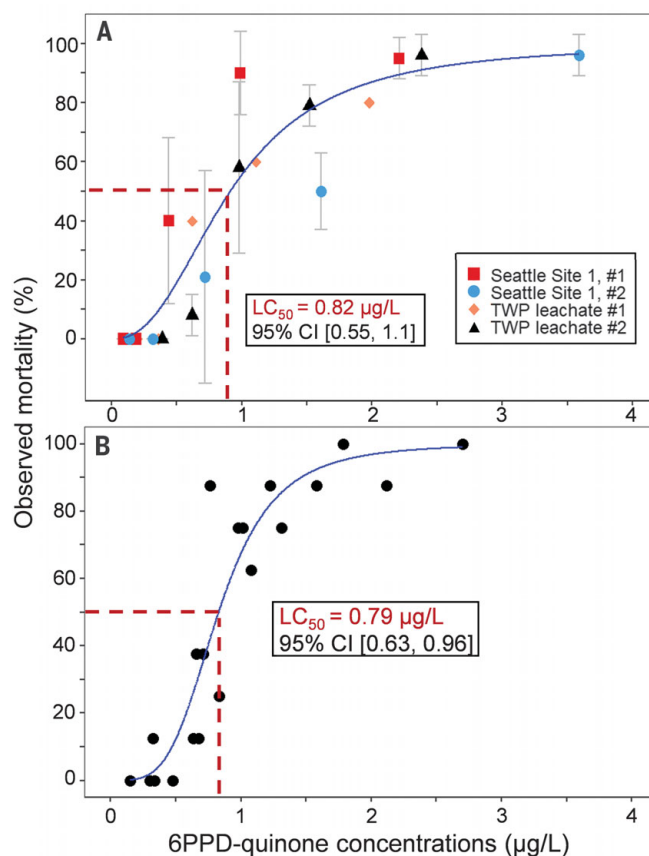 A
Observed mortality (%)
100
80
60
40
20
0
LC50 = 0.82 µg/L
95% CI [0.55, 1.1]
Seattle Site 1, #1
Seattle Site 1, #2
TWP leachate #1
TWP leachate #2
0
1
2
3
4
B
100
80
60
40
20
0
LC50 = 0.79 µg/L
95% CI [0.63, 0.96]
0
1
2
3
4
6PPD-quinone concentrations (µg/L)